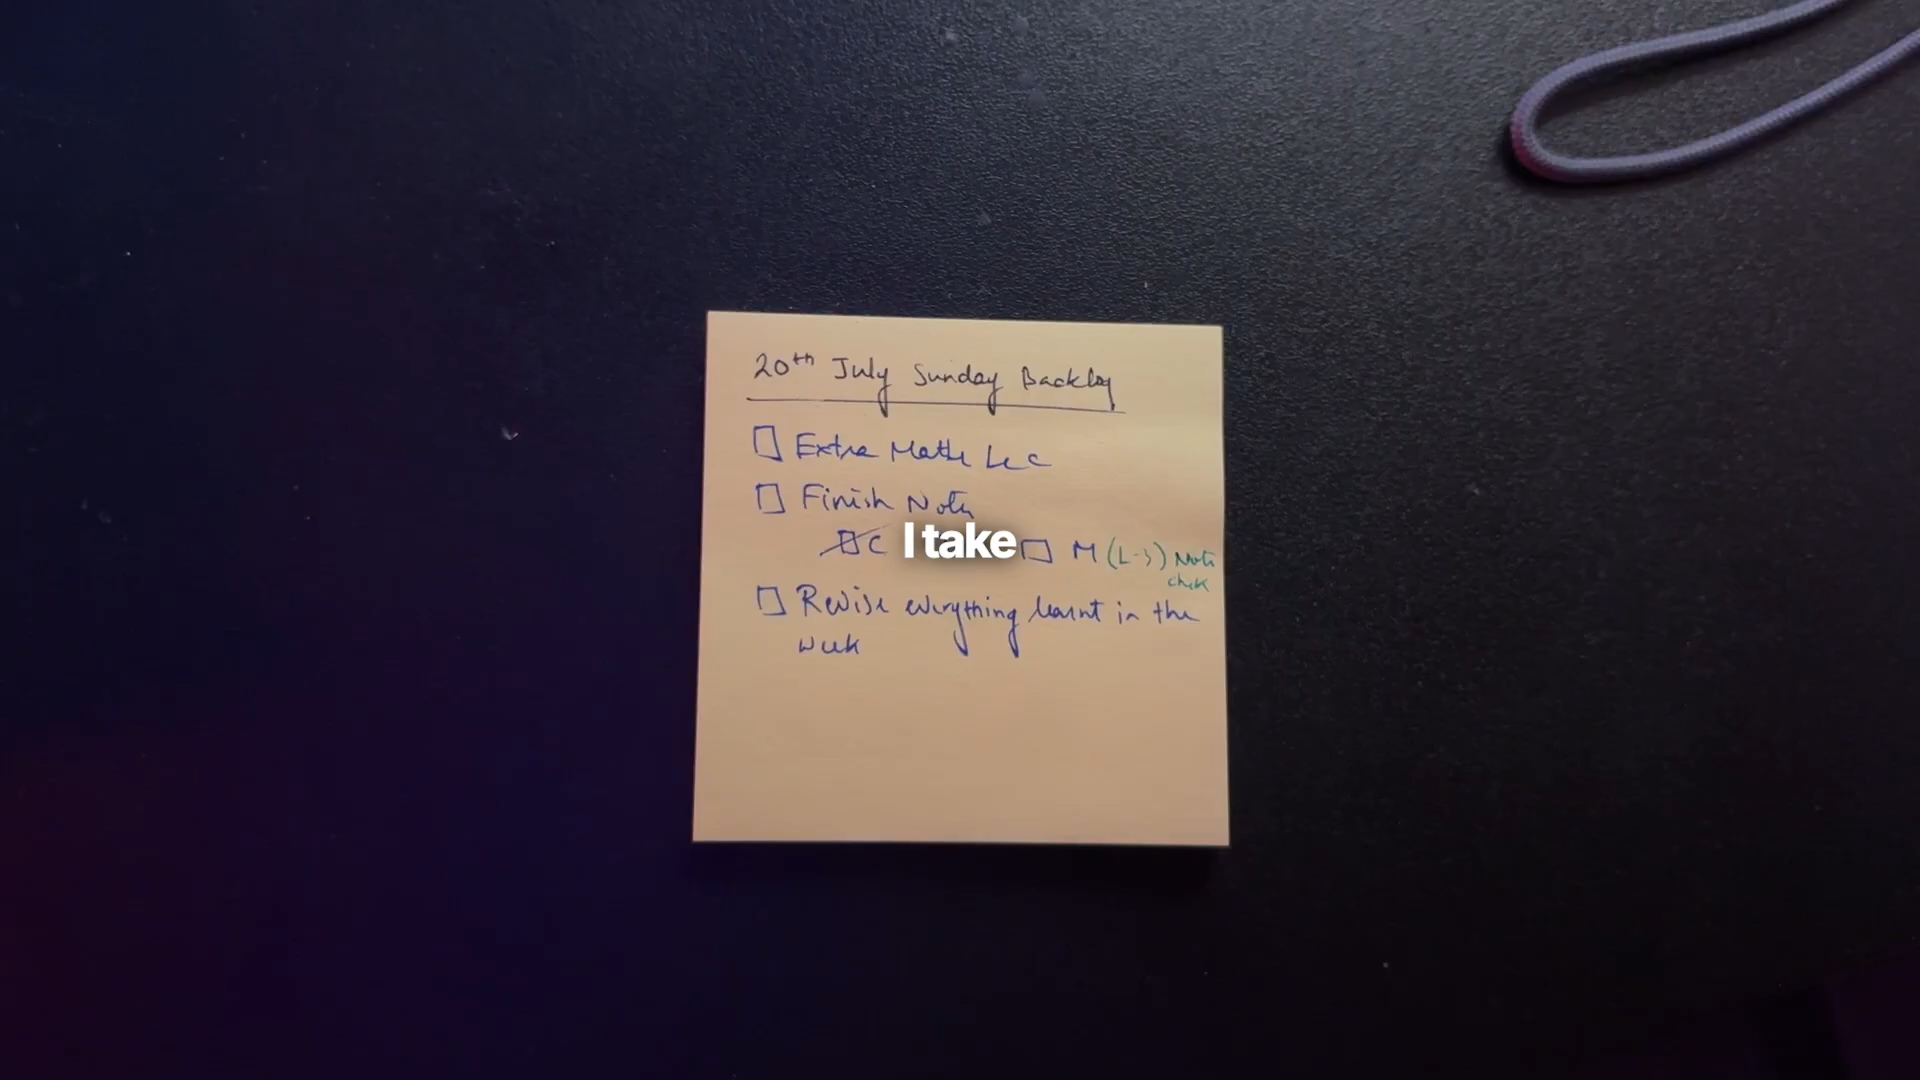 20th July Sunday Backlog
Extra Math Lec
Finish Notes
C I take M (L-3) Note
check
Revise everything learnt in the
week